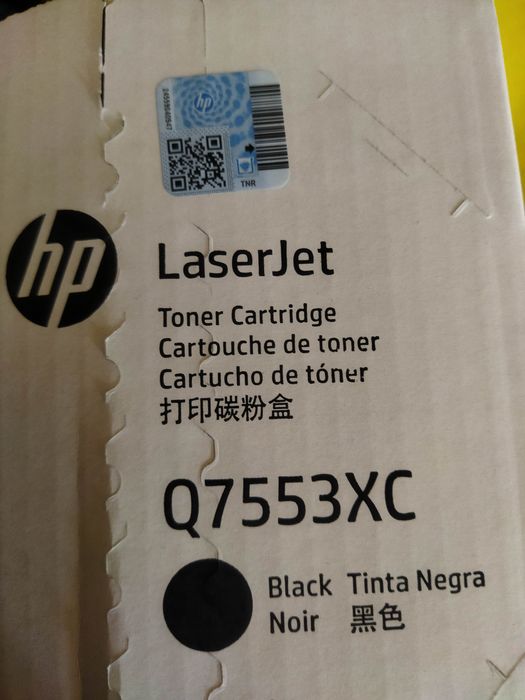 hp
TNR
hp
LaserJet
Toner Cartridge
Cartouche de toner
Cartucho de tóner
打印碳粉盒
Q7553XC
Black Tinta Negra
Noir 黑色